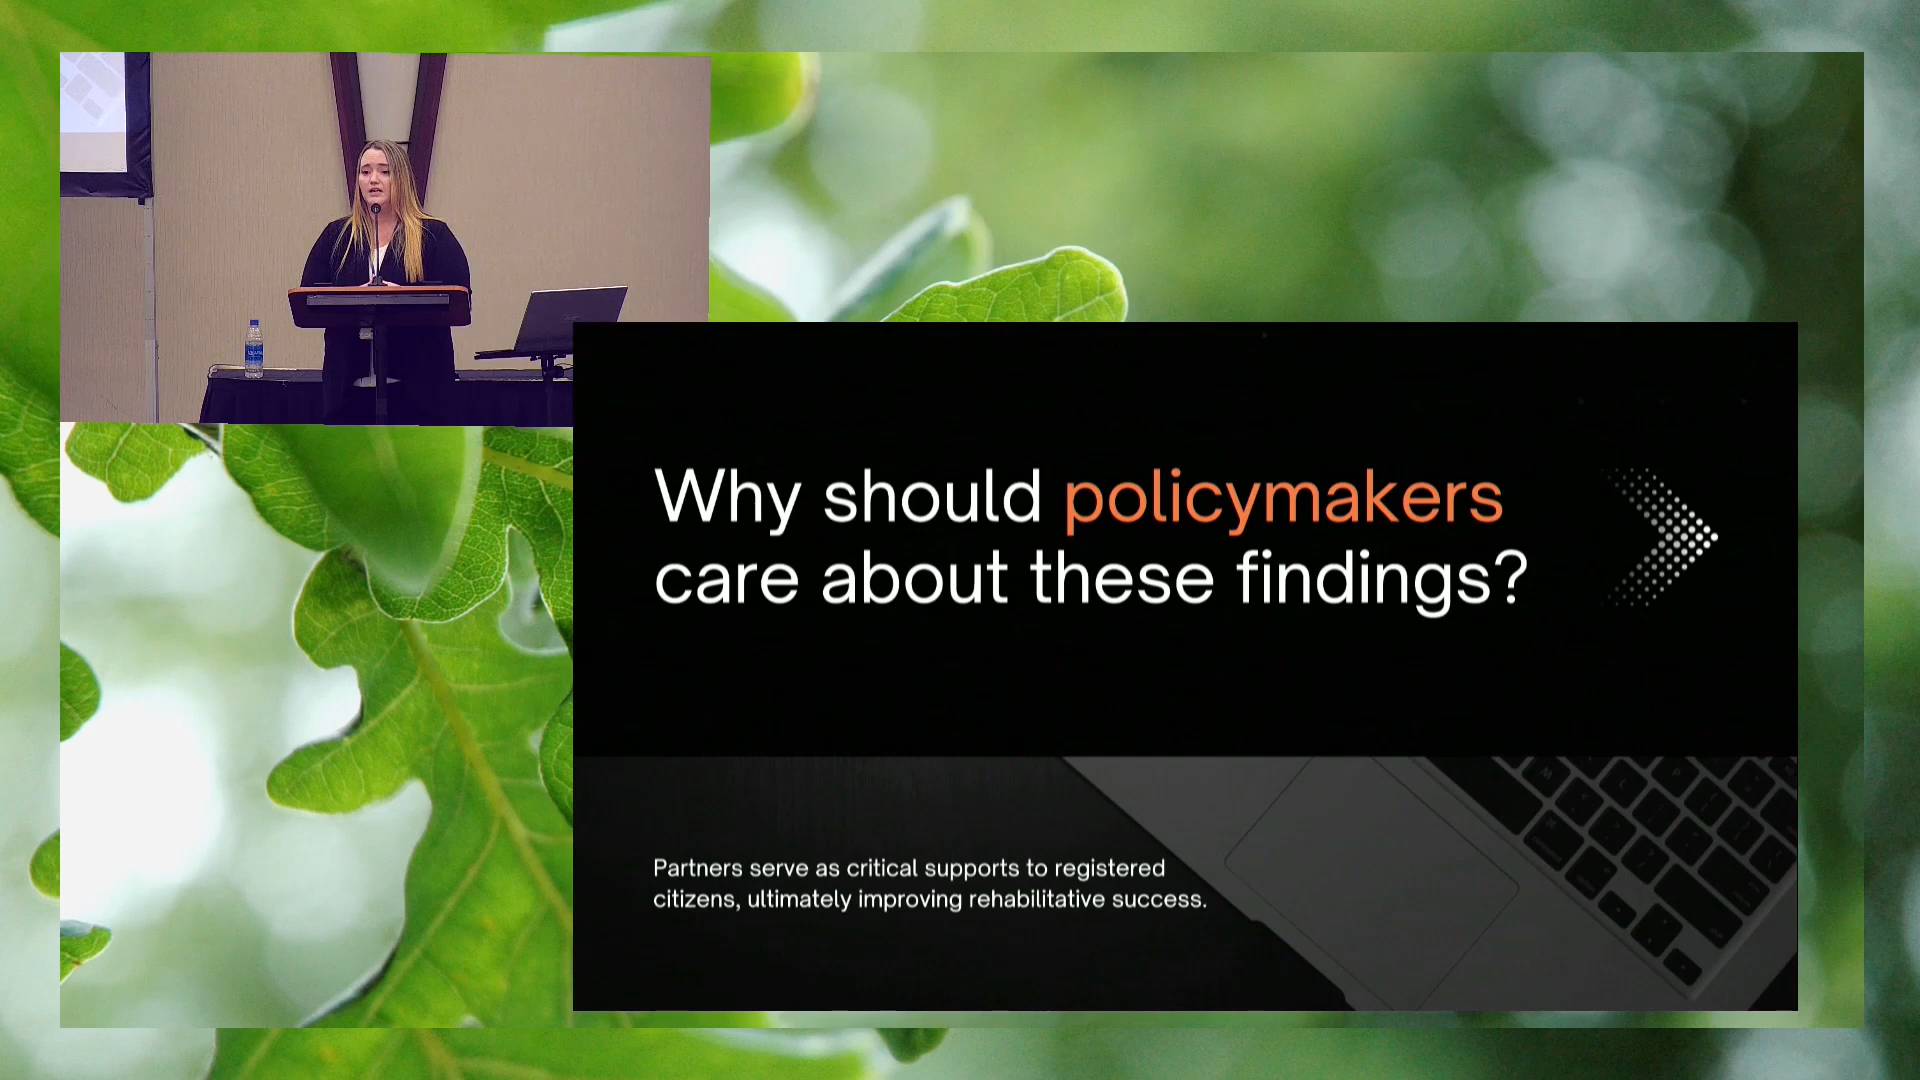 Why should policymakers
care about these findings?
Partners serve as critical supports to registered
citizens, ultimately improving rehabilitative success.